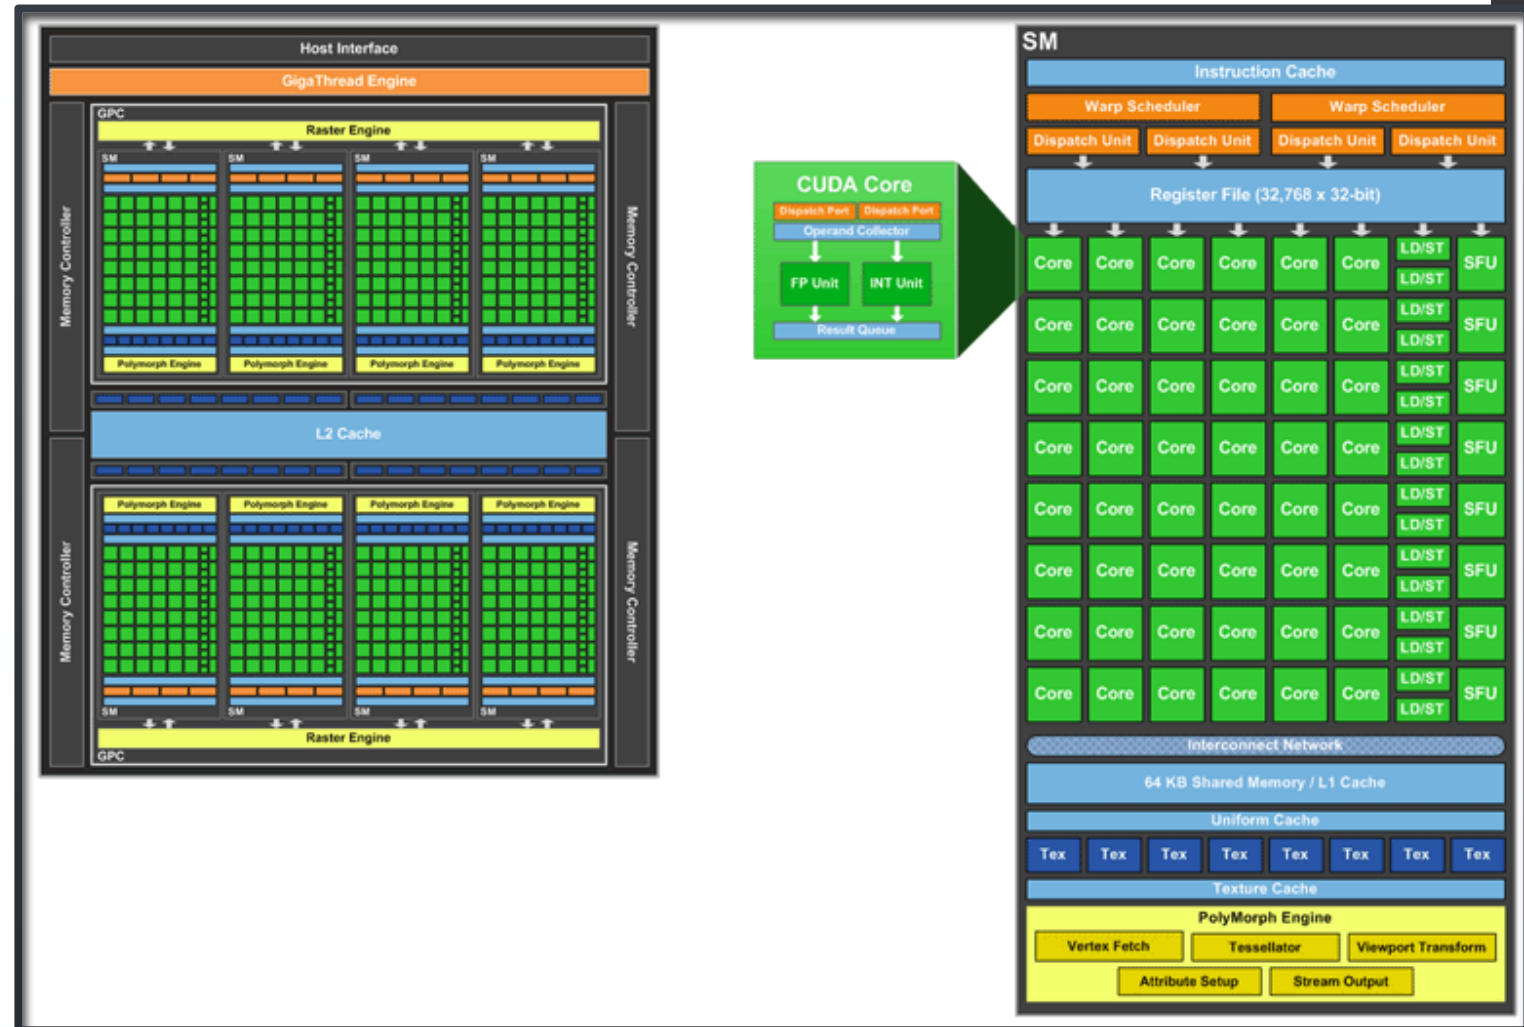 Host Interface
GigaThread Engine
GPC
Raster Engine
SM SM SM SM
Memory Controller
Memory Controller
Polymorph Engine Polymorph Engine Polymorph Engine Polymorph Engine
L2 Cache
Polymorph Engine Polymorph Engine Polymorph Engine Polymorph Engine
Memory Controller
Memory Controller
SM SM SM SM
Raster Engine
GPC
CUDA Core
Dispatch Port Dispatch Port
Operand Collector
FP Unit INT Unit
Result Queue
SM
Instruction Cache
Warp Scheduler Warp Scheduler
Dispatch Unit Dispatch Unit Dispatch Unit Dispatch Unit
Register File (32,768 x 32-bit)
LD/ST
Core Core Core Core Core Core SFU
LD/ST
LD/ST
Core Core Core Core Core Core SFU
LD/ST
LD/ST
Core Core Core Core Core Core SFU
LD/ST
LD/ST
Core Core Core Core Core Core SFU
LD/ST
LD/ST
Core Core Core Core Core Core SFU
LD/ST
LD/ST
Core Core Core Core Core Core SFU
LD/ST
LD/ST
Core Core Core Core Core Core SFU
LD/ST
LD/ST
Core Core Core Core Core Core SFU
LD/ST
Interconnect Network
64 KB Shared Memory / L1 Cache
Uniform Cache
Tex Tex Tex Tex Tex Tex Tex Tex
Texture Cache
PolyMorph Engine
Vertex Fetch Tessellator Viewport Transform
Attribute Setup Stream Output